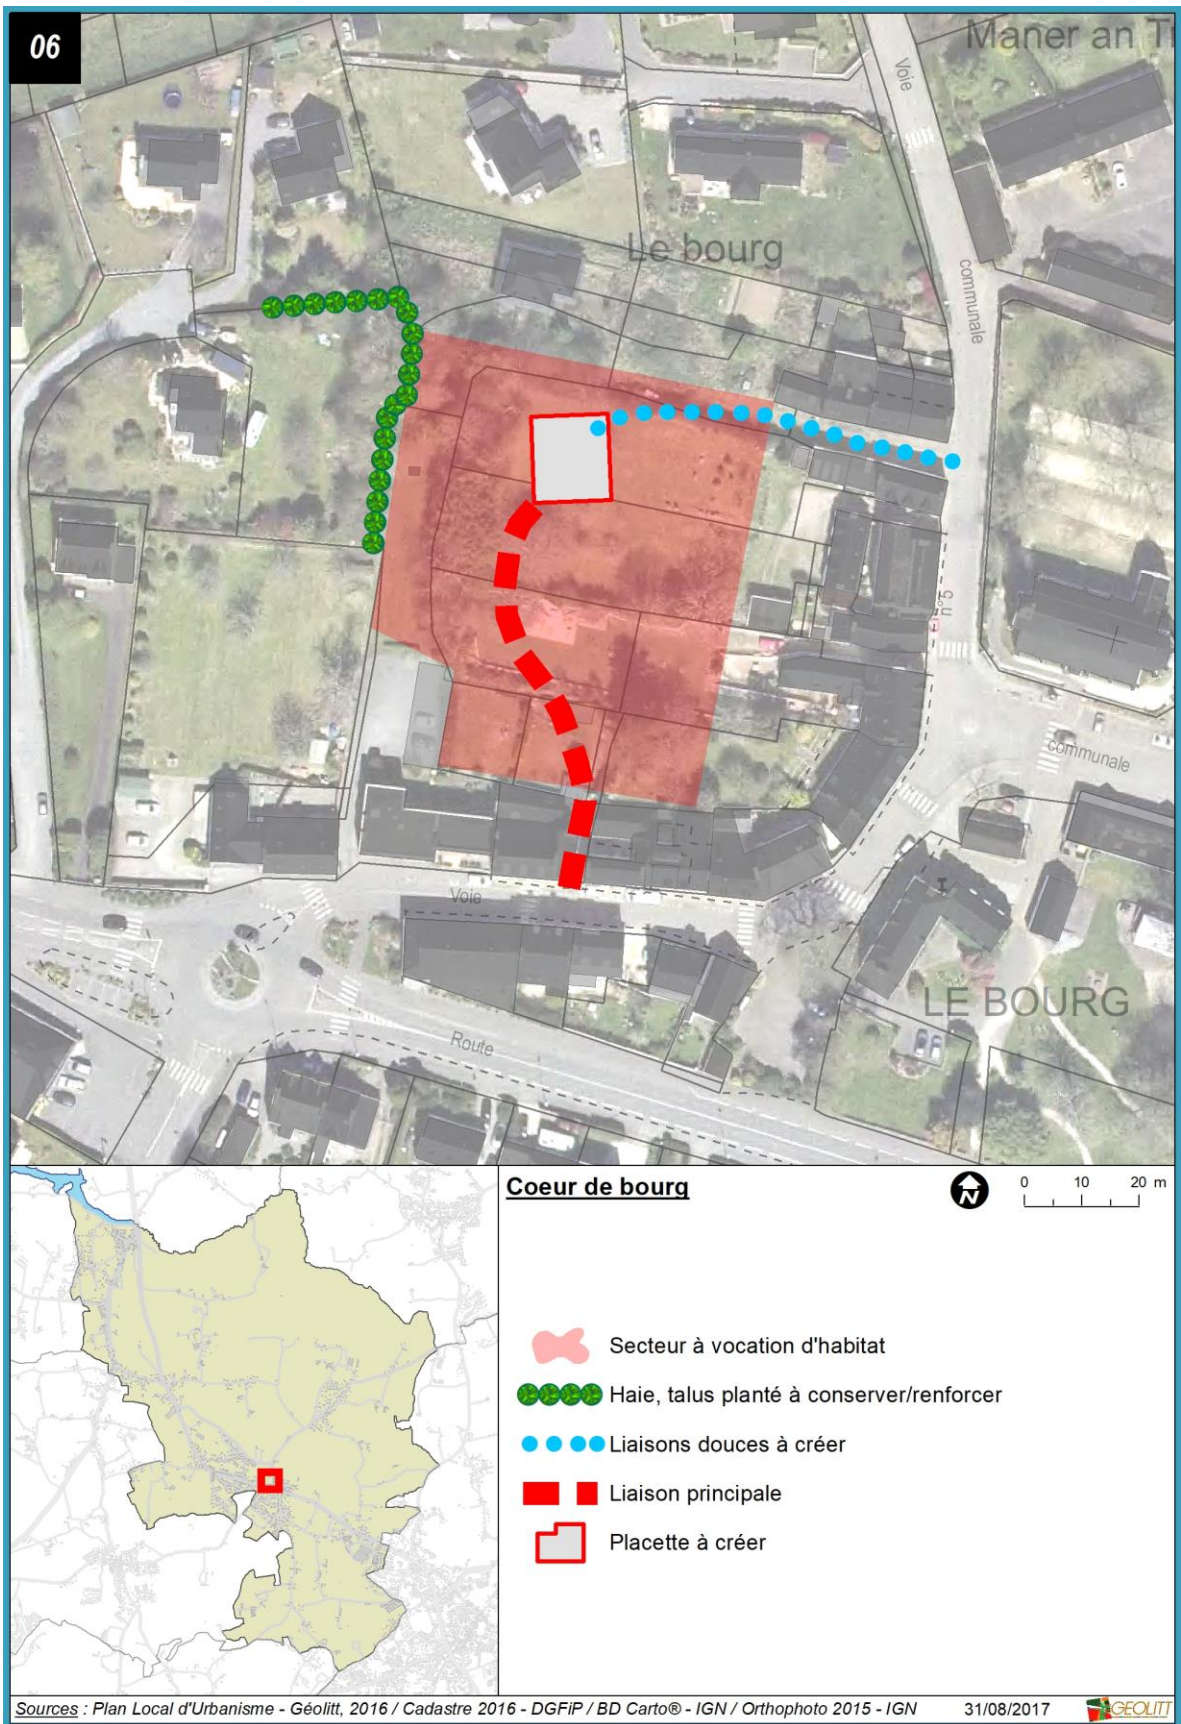 06
Maner an Tr
Voie
Le bourg
communale
n°5
communale
Voie
LE BOURG
Route
Coeur de bourg
N
0 10 20 m
Secteur à vocation d'habitat
Haie, talus planté à conserver/renforcer
Liaisons douces à créer
Liaison principale
Placette à créer
Sources : Plan Local d'Urbanisme - Géolitt, 2016 / Cadastre 2016 - DGFiP / BD Carto® - IGN / Orthophoto 2015 - IGN 31/08/2017 GEOLITT